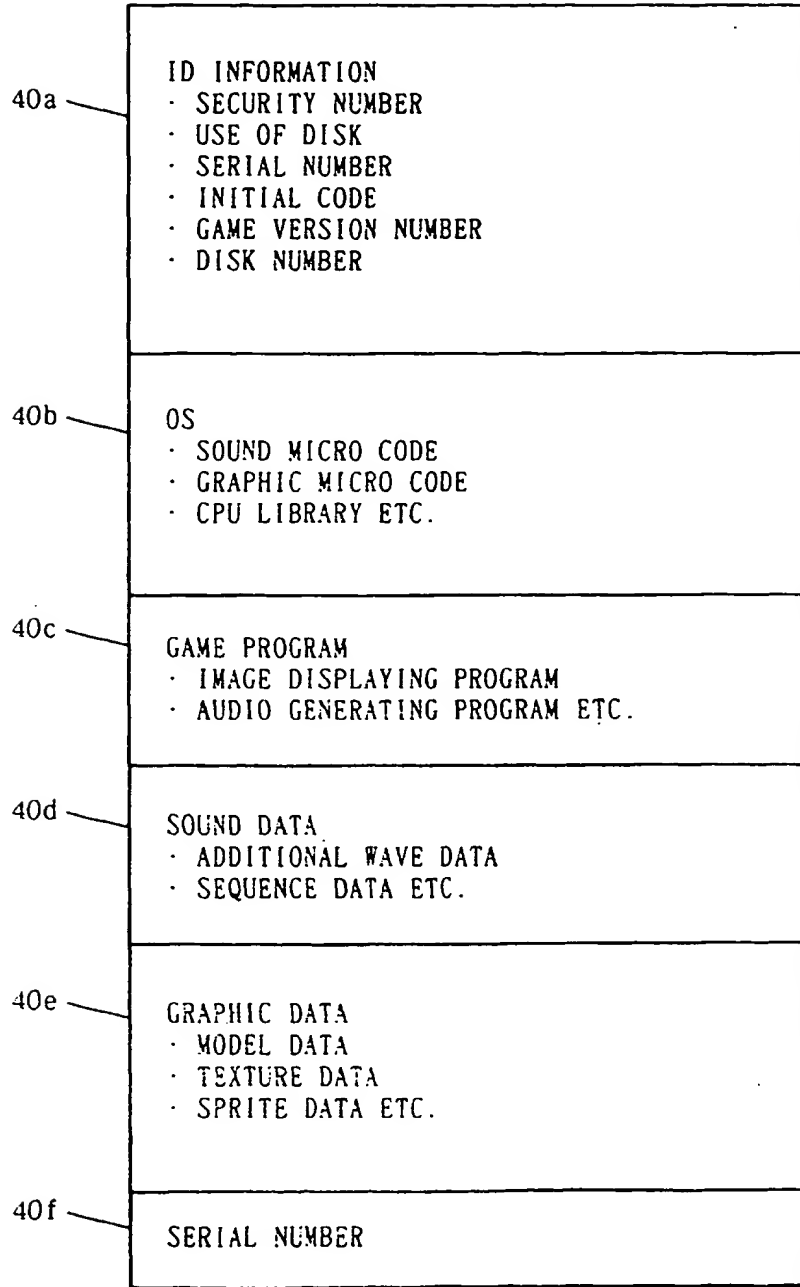 40a
ID INFORMATION
· SECURITY NUMBER
· USE OF DISK
· SERIAL NUMBER
· INITIAL CODE
· GAME VERSION NUMBER
· DISK NUMBER
40b
OS
· SOUND MICRO CODE
· GRAPHIC MICRO CODE
· CPU LIBRARY ETC.
40c
GAME PROGRAM
· IMAGE DISPLAYING PROGRAM
· AUDIO GENERATING PROGRAM ETC.
40d
SOUND DATA
· ADDITIONAL WAVE DATA
· SEQUENCE DATA ETC.
40e
GRAPHIC DATA
· MODEL DATA
· TEXTURE DATA
· SPRITE DATA ETC.
40f
SERIAL NUMBER